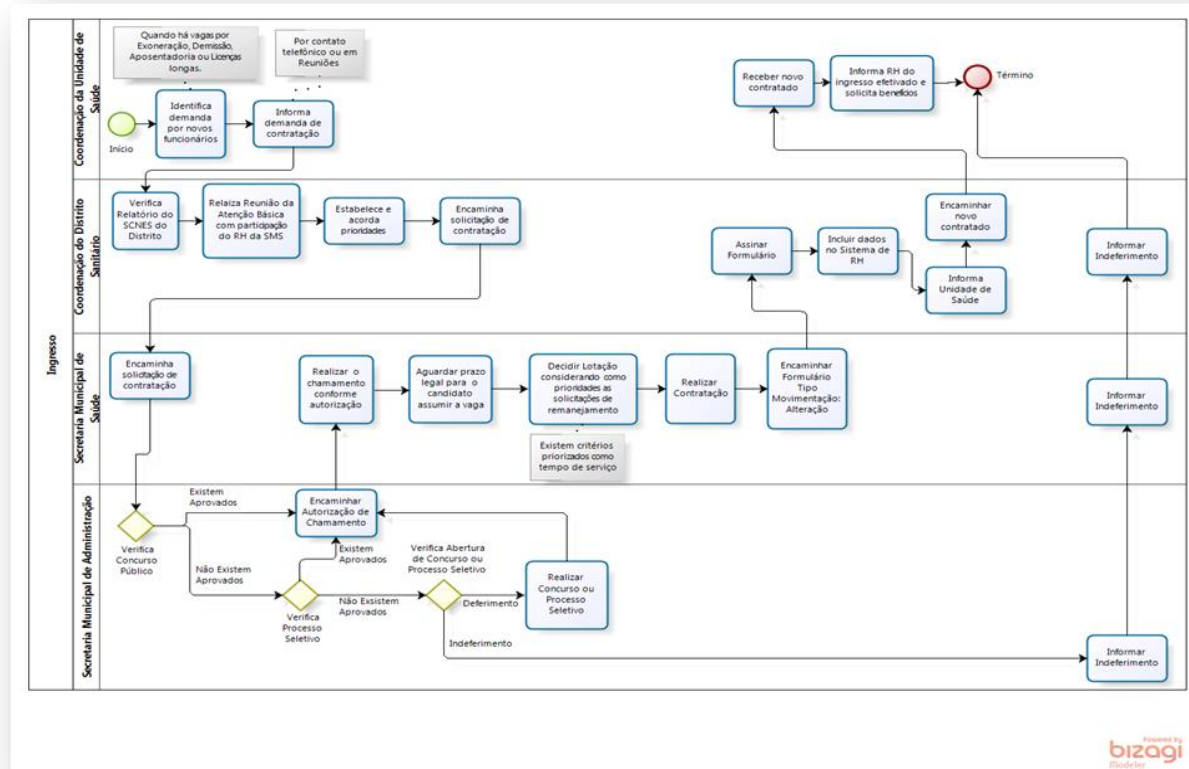 Ingresso
Coordenação da Unidade de
Saúde
Quando há vagas por
Exoneração, Demissão,
Aposentadoria ou Licenças
longas.
Por contato
telefônico ou em
Reuniões
Início
Identifica
demanda
por novos
funcionários
Informa
demanda de
contratação
Receber novo
contratado
Informa RH do
ingresso efetivado e
solicita benefícios
Término
Coordenação do Distrito
Sanitário
Verifica
Relatório do
SCNES do
Distrito
Relaiza Reunião da
Atenção Básica
com participação
do RH da SMS
Estabelece e
acorda
prioridades
Encaminha
solicitação de
contratação
Assinar
Formulário
Incluir dados
no Sistema de
RH
Informa
Unidade de
Saúde
Encaminhar
novo
contratado
Informar
Indeferimento
Secretaria Municipal de
Saúde
Encaminha
solicitação de
contratação
Realizar o
chamamento
conforme
autorização
Aguardar prazo
legal para o
candidato
assumir a vaga
Decidir Lotação
considerando como
prioridades as
solicitações de
remanejamento
Existem critérios
priorizados como
tempo de serviço
Realizar
Contratação
Encaminhar
Formulário
Tipo
Movimentação:
Alteração
Informar
Indeferimento
Secretaria Municipal de Administração
Verifica
Concurso
Público
Existem
Aprovados
Não Existem
Aprovados
Encaminhar
Autorização de
Chamamento
Verifica
Processo
Seletivo
Existem
Aprovados
Não Exsistem
Aprovados
Verifica Abertura
de Concurso ou
Processo Seletivo
Deferimento
Indeferimento
Realizar
Concurso ou
Processo
Seletivo
Informar
Indeferimento
Powered by
bizagi
Modeler